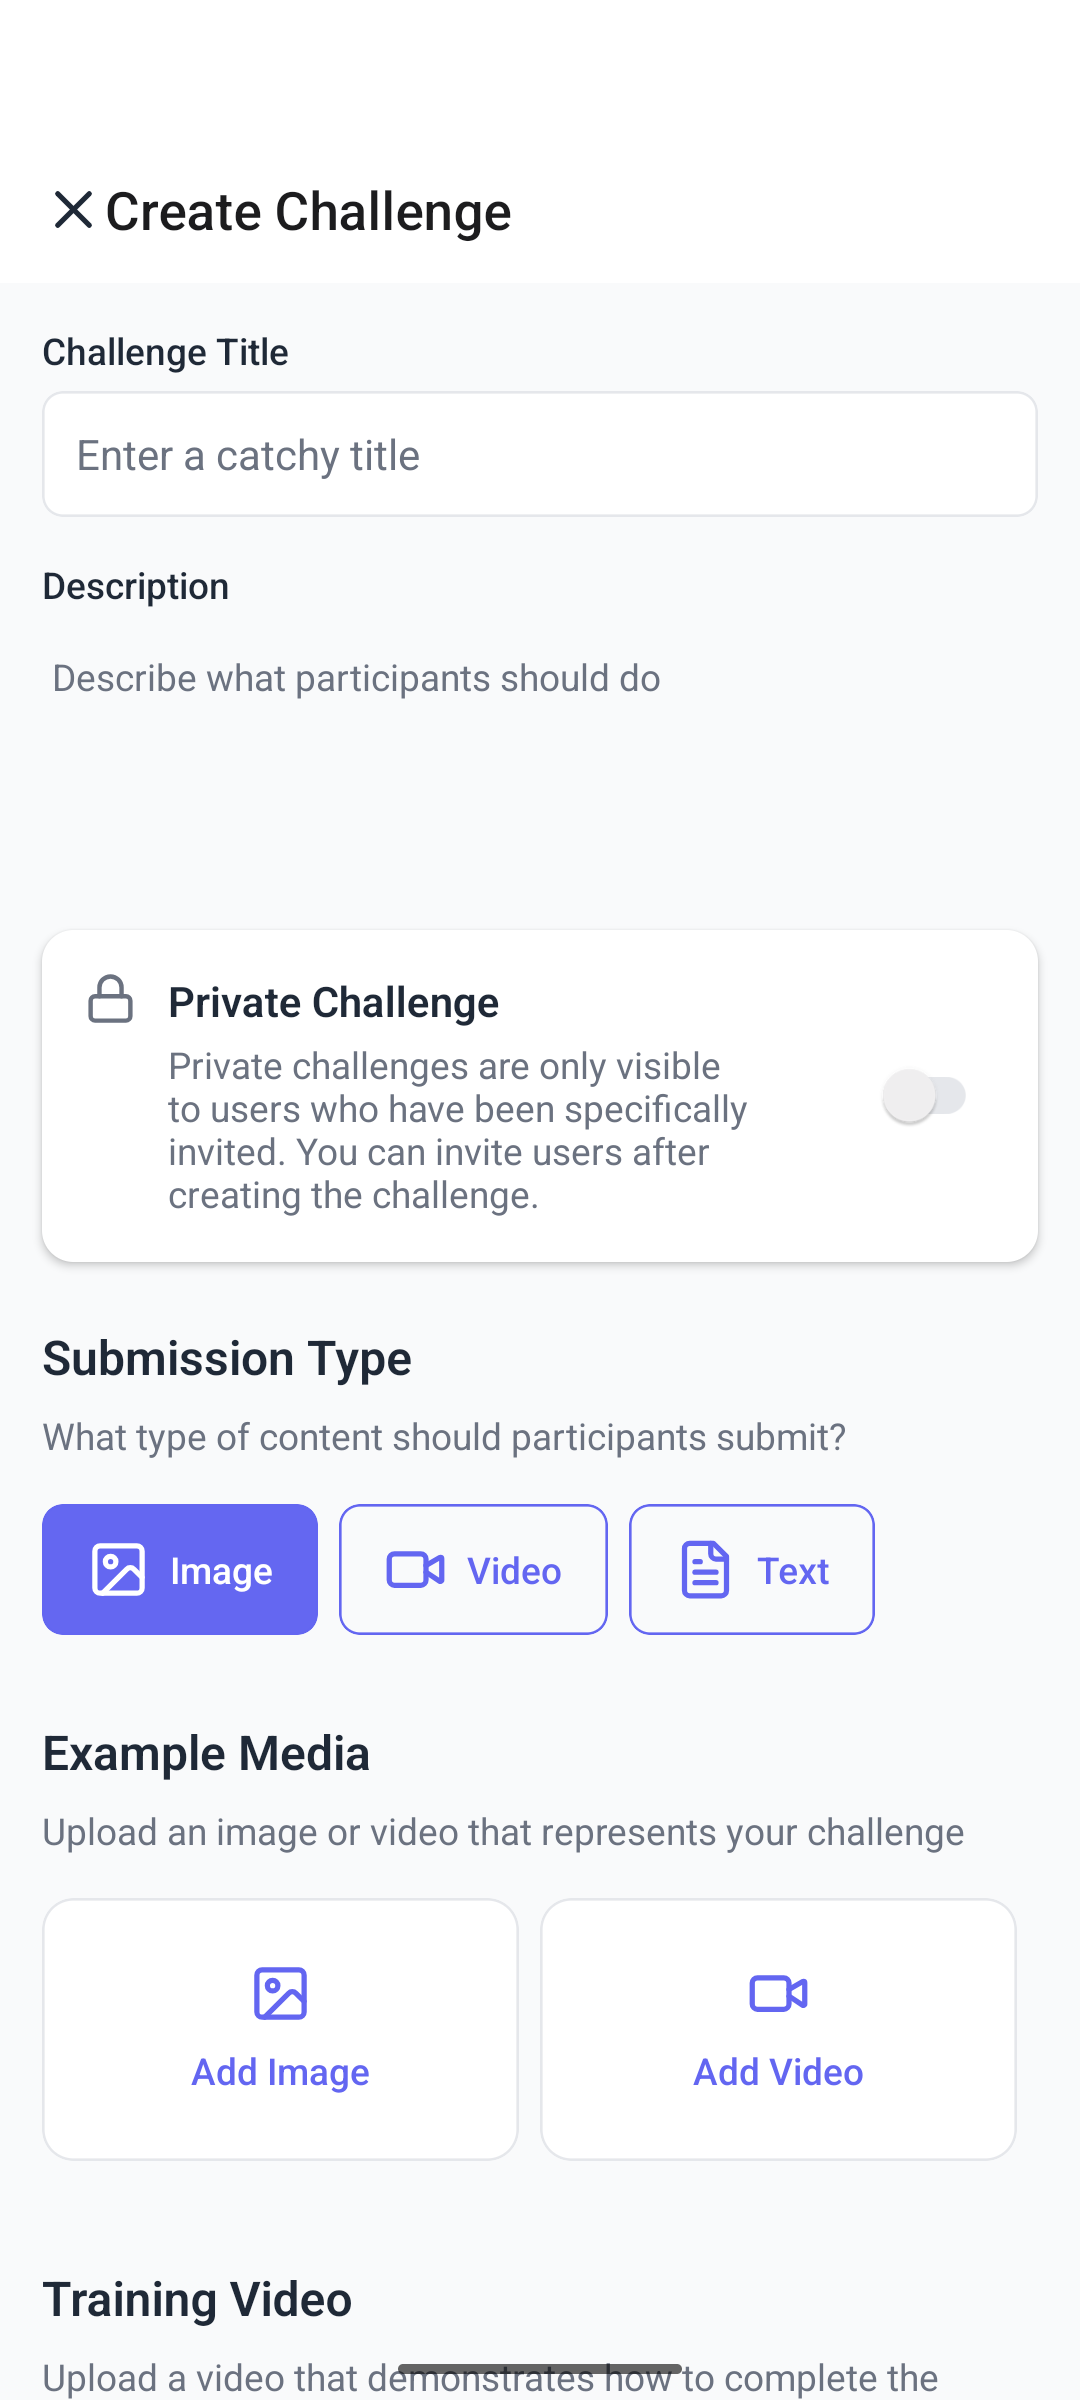 Create Challenge
Challenge Title
Enter a catchy title
Description
Describe what participants should do
Private Challenge
Private challenges are only visible
to users who have been specifically
invited. You can invite users after
creating the challenge.
Submission Type
What type of content should participants submit?
Image
Video
Text
Example Media
Upload an image or video that represents your challenge
Add Image
Add Video
Training Video
Upload a video that demonstrates how to complete the